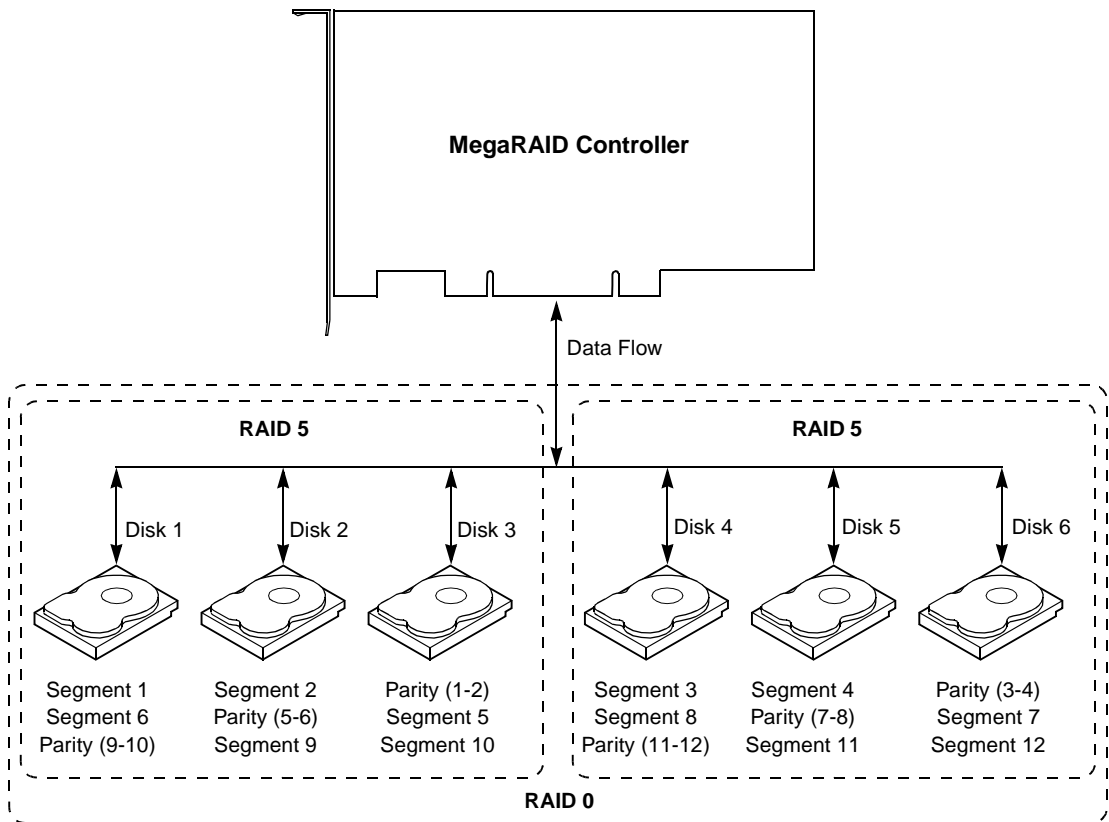 MegaRAID Controller
Data Flow
RAID 5
RAID 5
Disk 1
Disk 2
Disk 3
Disk 4
Disk 5
Disk 6
Segment 1
Segment 6
Parity (9-10)
Segment 2
Parity (5-6)
Segment 9
Parity (1-2)
Segment 5
Segment 10
Segment 3
Segment 8
Parity (11-12)
Segment 4
Parity (7-8)
Segment 11
Parity (3-4)
Segment 7
Segment 12
RAID 0